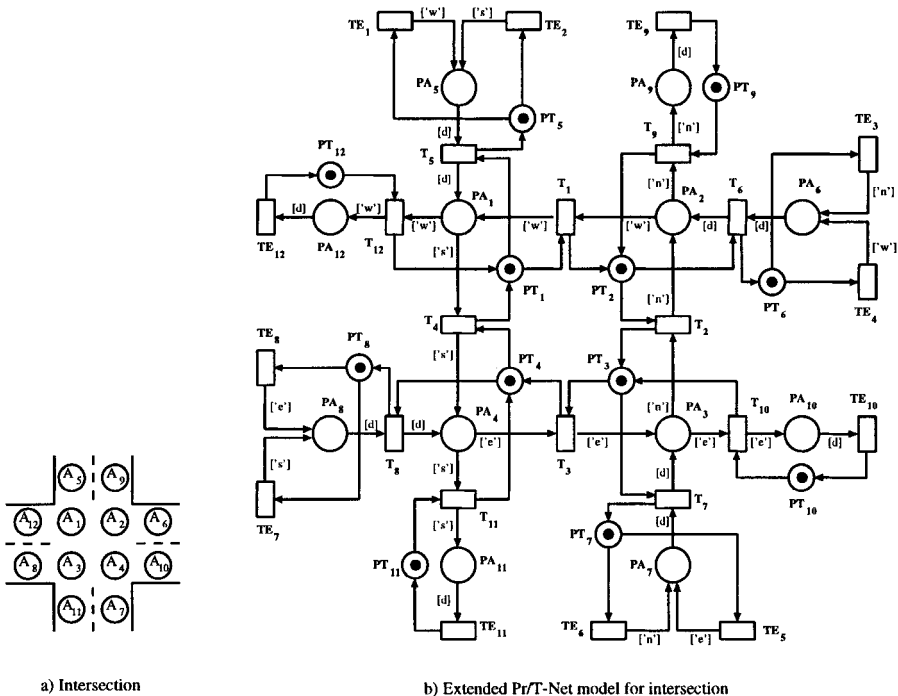 TE1 ['w'] ['s'] TE2 TE9
[d]
PA5 PA9 PT9
PT5 TE3
[d] T9 ['n']
PT12 T5
[d] ['n'] T1 T6 PA6 ['n']
PA1 PA2
[d] ['w'] ['w'] ['w'] ['w'] [d] [d]
TE12 PA12 T12 ['s'] ['w']
PT1 PT2 PT6 TE4
['n']
T4 T2
TE8 PT8 ['s'] PT4 PT3
['e'] PA8 PA4 ['n'] PA3 T10 PA10 TE10
[d] [d] ['e'] ['e'] ['e'] ['e'] [d]
['s'] T8 ['s'] T3 [d]
TE7 T11 T7 PT10
['s'] [d]
PT7
PT11 PA11 PA7
[d]
TE11 TE6 ['n'] ['e'] TE5
A5 A9
A12 A1 A2 A6
A8 A3 A4 A10
A11 A7
a) Intersection
b) Extended Pr/T-Net model for intersection